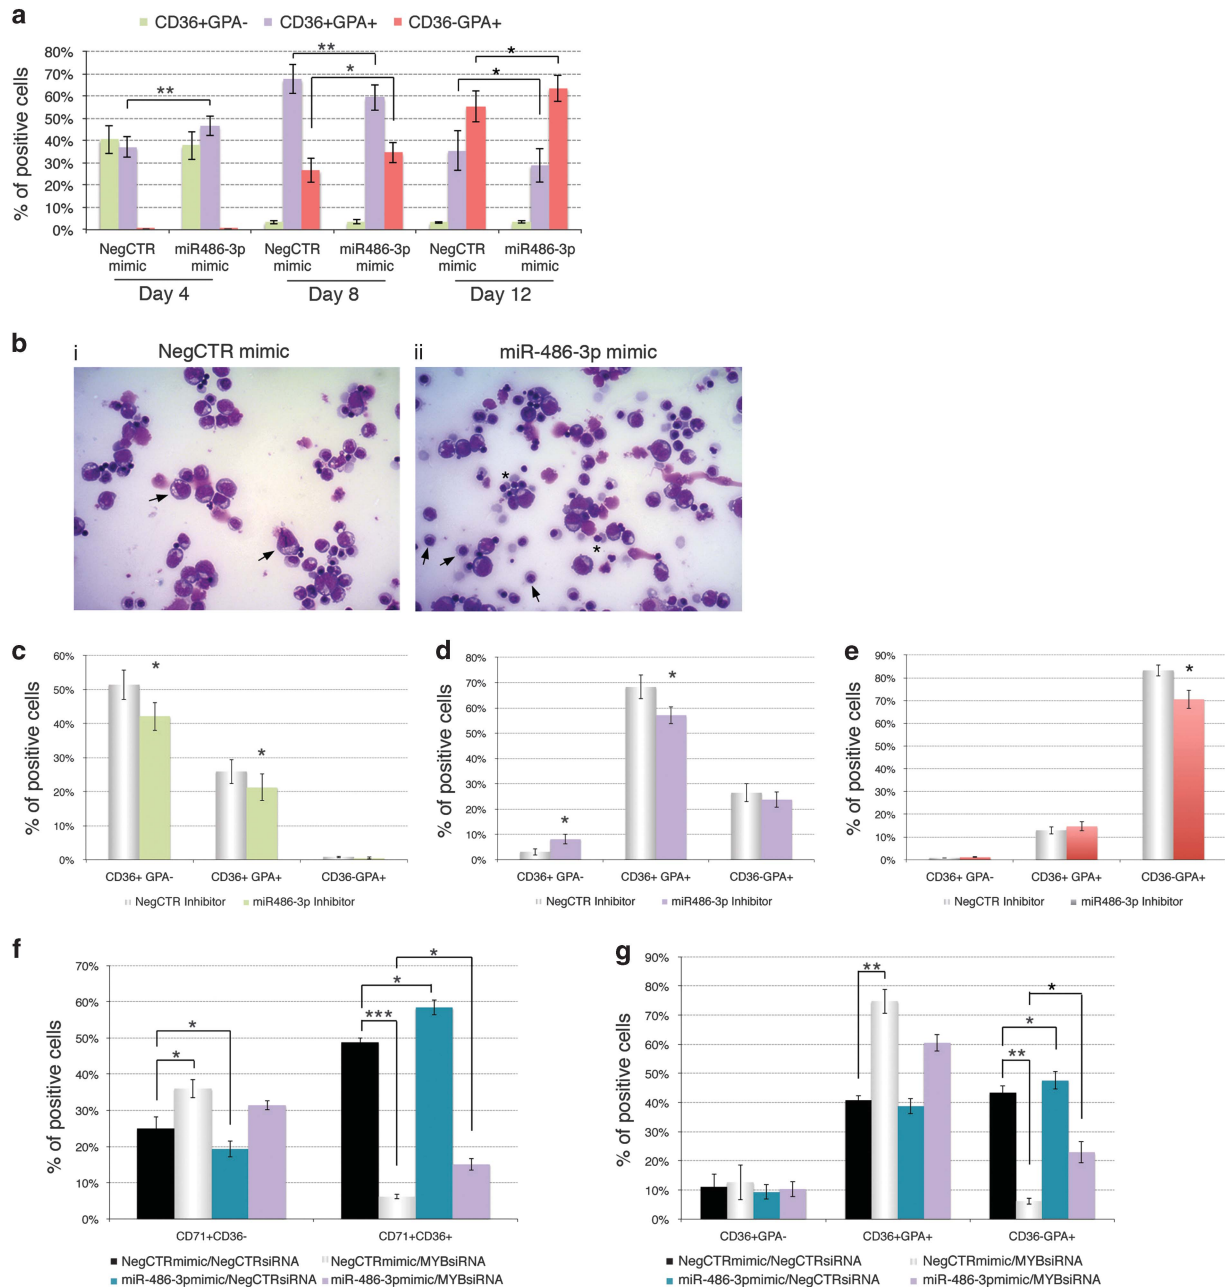 a
CD36+GPA- CD36+GPA+ CD36-GPA+
% of positive cells
80%
70%
60%
50%
40%
30%
20%
10%
0%
** ** * * *
NegCTR mimic miR486-3p mimic NegCTR mimic miR486-3p mimic NegCTR mimic miR486-3p mimic
Day 4 Day 8 Day 12
b
i NegCTR mimic ii miR-486-3p mimic
* *
c
% of positive cells
60%
50%
40%
30%
20%
10%
0%
* *
CD36+ GPA- CD36+ GPA+ CD36-GPA+
NegCTR Inhibitor miR486-3p Inhibitor
d
% of positive cells
80%
70%
60%
50%
40%
30%
20%
10%
0%
* *
CD36+ GPA- CD36+ GPA+ CD36-GPA+
NegCTR Inhibitor miR486-3p Inhibitor
e
% of positive cells
90%
80%
70%
60%
50%
40%
30%
20%
10%
0%
*
CD36+ GPA- CD36+ GPA+ CD36-GPA+
NegCTR Inhibitor miR486-3p Inhibitor
f
% of positive cells
70%
60%
50%
40%
30%
20%
10%
0%
* * *** * *
CD71+CD36- CD71+CD36+
NegCTRmimic/NegCTRsiRNA NegCTRmimic/MYBsiRNA
miR-486-3pmimic/NegCTRsiRNA miR-486-3pmimic/MYBsiRNA
g
% of positive cells
90%
80%
70%
60%
50%
40%
30%
20%
10%
0%
** ** * *
CD36+GPA- CD36+GPA+ CD36-GPA+
NegCTRmimic/NegCTRsiRNA NegCTRmimic/MYBsiRNA
miR-486-3pmimic/NegCTRsiRNA miR-486-3pmimic/MYBsiRNA